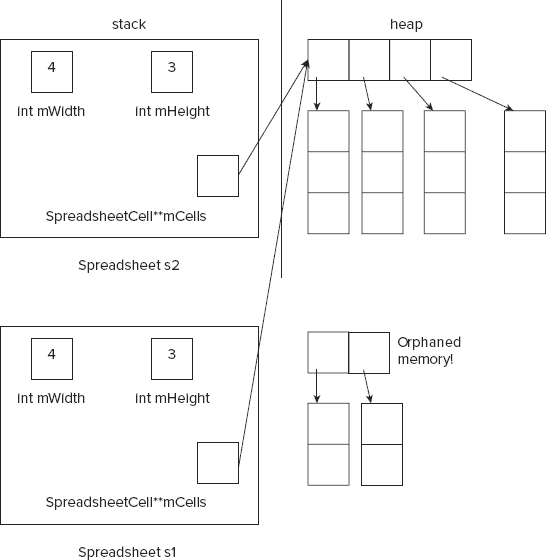 stack
heap
4
3
int mWidth
int mHeight
SpreadsheetCell**mCells
Spreadsheet s2
4
3
int mWidth
int mHeight
SpreadsheetCell**mCells
Spreadsheet s1
Orphaned
memory!